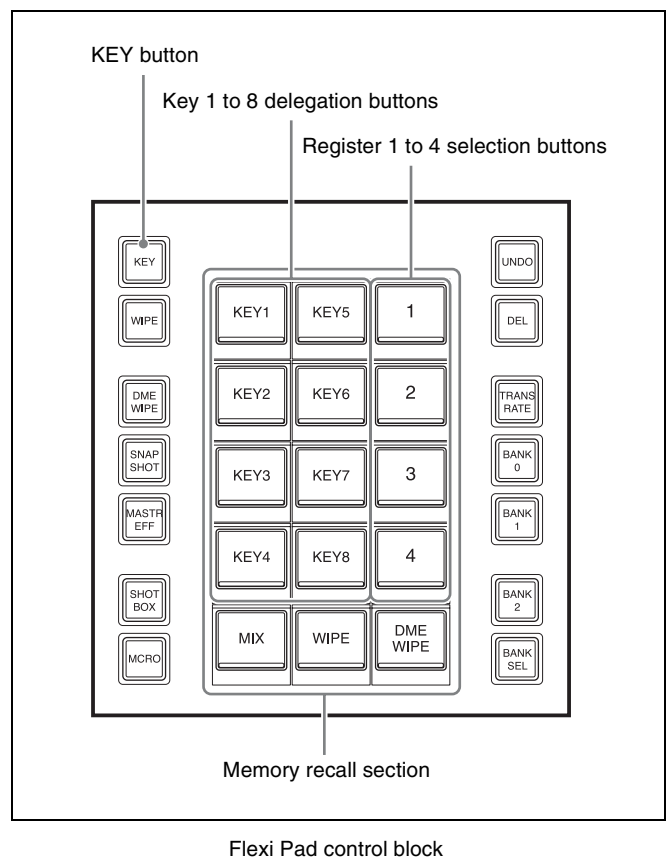 KEY button
Key 1 to 8 delegation buttons
Register 1 to 4 selection buttons
KEY
WIPE
DME
WIPE
SNAP
SHOT
MASTR
EFF
SHOT
BOX
MCRO
KEY1
KEY5
1
KEY2
KEY6
2
KEY3
KEY7
3
KEY4
KEY8
4
MIX
WIPE
DME
WIPE
UNDO
DEL
TRANS
RATE
BANK
0
BANK
1
BANK
2
BANK
SEL
Memory recall section
Flexi Pad control block